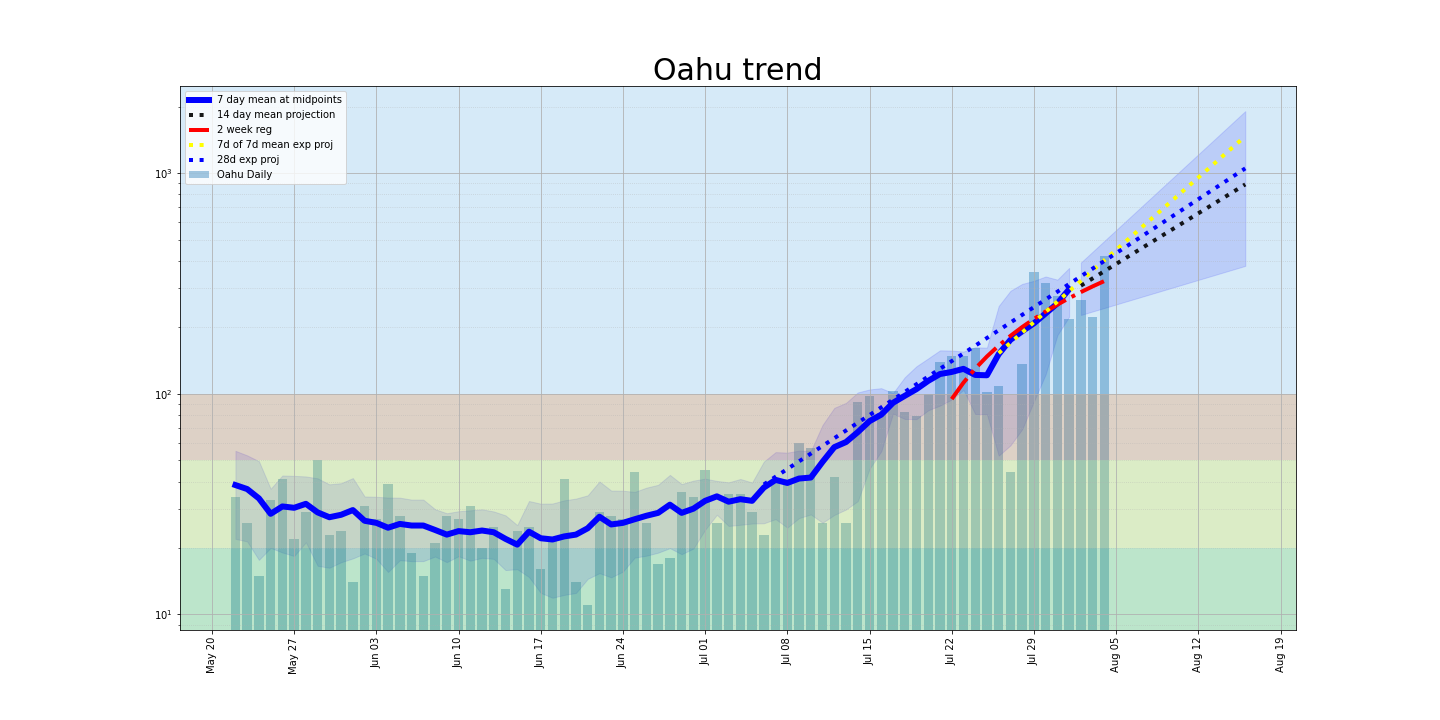 Oahu trend
7 day mean at midpoints
14 day mean projection
2 week reg
7d of 7d mean exp proj
28d exp proj
Oahu Daily
10³
10²
10¹
May 20
May 27
Jun 03
Jun 10
Jun 17
Jun 24
Jul 01
Jul 08
Jul 15
Jul 22
Jul 29
Aug 05
Aug 12
Aug 19